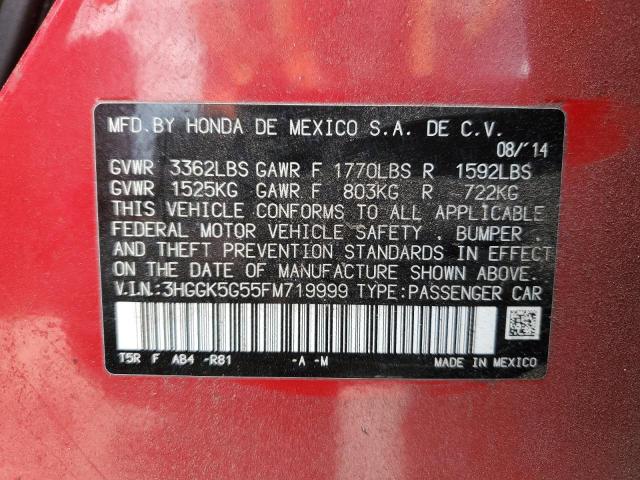 MFD. BY HONDA DE MEXICO S.A. DE C.V.
08/'14
GVWR 3362LBS GAWR F 1770LBS R 1592LBS
GVWR 1525KG GAWR F 803KG R 722KG
THIS VEHICLE CONFORMS TO ALL APPLICABLE
FEDERAL MOTOR VEHICLE SAFETY , BUMPER ,
AND THEFT PREVENTION STANDARDS IN EFFECT
ON THE DATE OF MANUFACTURE SHOWN ABOVE.
V.I.N.:3HGGK5G55FM719999 TYPE:PASSENGER CAR
T5R F AB4 -R81 -A -M MADE IN MEXICO